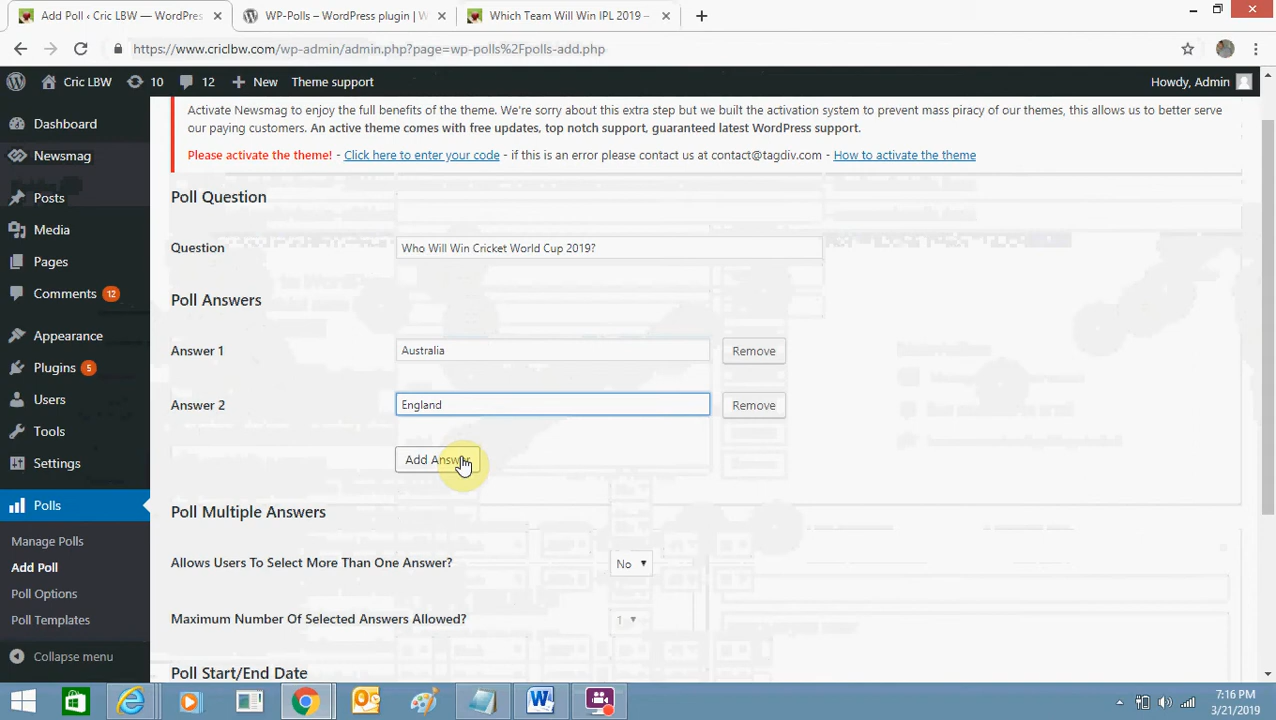 Add Poll ‹ Cric LBW — WordPres
WP-Polls – WordPress plugin | W
Which Team Will Win IPL 2019 –
https://www.criclbw.com/wp-admin/admin.php?page=wp-polls%2Fpolls-add.php
Cric LBW 10 12 New Theme support Howdy, Admin
Activate Newsmag to enjoy the full benefits of the theme. We're sorry about this extra step but we built the activation system to prevent mass piracy of our themes, this allows us to better serve
our paying customers. An active theme comes with free updates, top notch support, guaranteed latest WordPress support.
Please activate the theme! - Click here to enter your code - if this is an error please contact us at contact@tagdiv.com - How to activate the theme
Dashboard
Newsmag
Posts
Media
Pages
Comments 12
Appearance
Plugins 5
Users
Tools
Settings
Polls
Manage Polls
Add Poll
Poll Options
Poll Templates
Collapse menu
Poll Question
Question Who Will Win Cricket World Cup 2019?
Poll Answers
Answer 1 Australia Remove
Answer 2 England Remove
Add Answer
Poll Multiple Answers
Allows Users To Select More Than One Answer? No
Maximum Number Of Selected Answers Allowed? 1
Poll Start/End Date
7:16 PM
3/21/2019